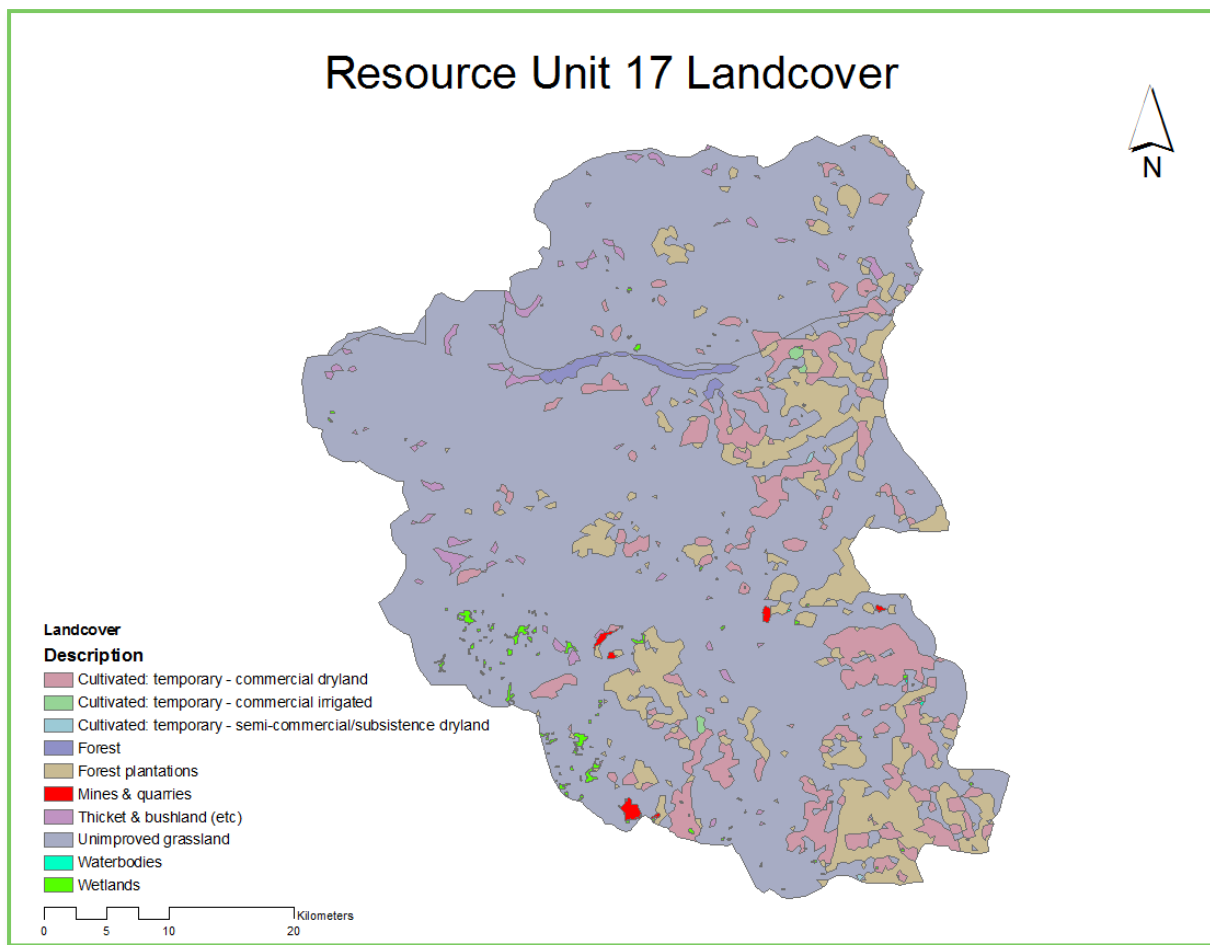 Resource Unit 17 Landcover
N
Landcover
Description
Cultivated: temporary - commercial dryland
Cultivated: temporary - commercial irrigated
Cultivated: temporary - semi-commercial/subsistence dryland
Forest
Forest plantations
Mines & quarries
Thicket & bushland (etc)
Unimproved grassland
Waterbodies
Wetlands
Kilometers
0 5 10 20